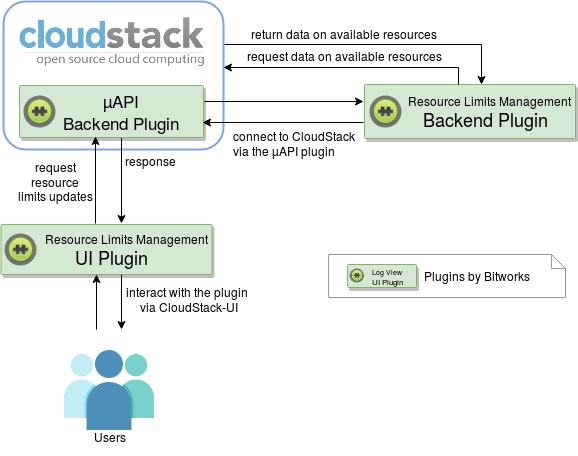 cloudstack
open source cloud computing
return data on available resources
request data on available resources
µAPI
Backend Plugin
Resource Limits Management
Backend Plugin
connect to CloudStack
via the µAPI plugin
request
resource
limits updates
response
Resource Limits Management
UI Plugin
interact with the plugin
via CloudStack-UI
Log View
UI Plugin
Plugins by Bitworks
Users